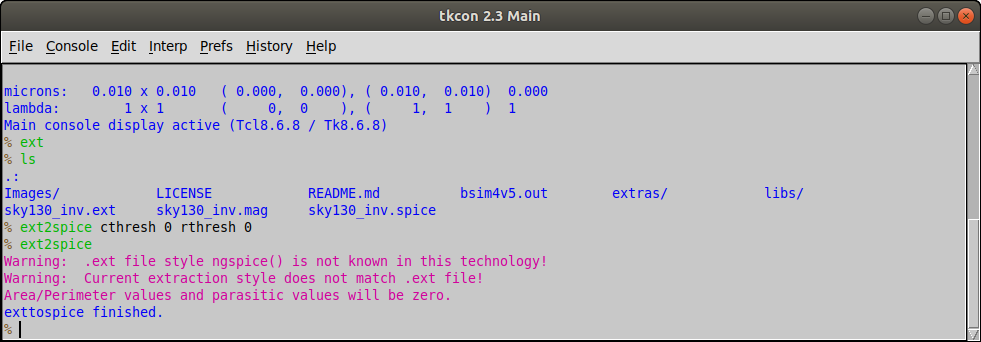 tkcon 2.3 Main
File Console Edit Interp Prefs History Help
microns:   0.010 x 0.010   ( 0.000,  0.000), ( 0.010,  0.010)  0.000
lambda:        1 x 1       (     0,  0    ), (     1,  1    )  1
Main console display active (Tcl8.6.8 / Tk8.6.8)
% ext
% ls
.:
Images/            LICENSE            README.md          bsim4v5.out        extras/            libs/
sky130_inv.ext     sky130_inv.mag     sky130_inv.spice
% ext2spice cthresh 0 rthresh 0
% ext2spice
Warning:  .ext file style ngspice() is not known in this technology!
Warning:  Current extraction style does not match .ext file!
Area/Perimeter values and parasitic values will be zero.
exttospice finished.
%